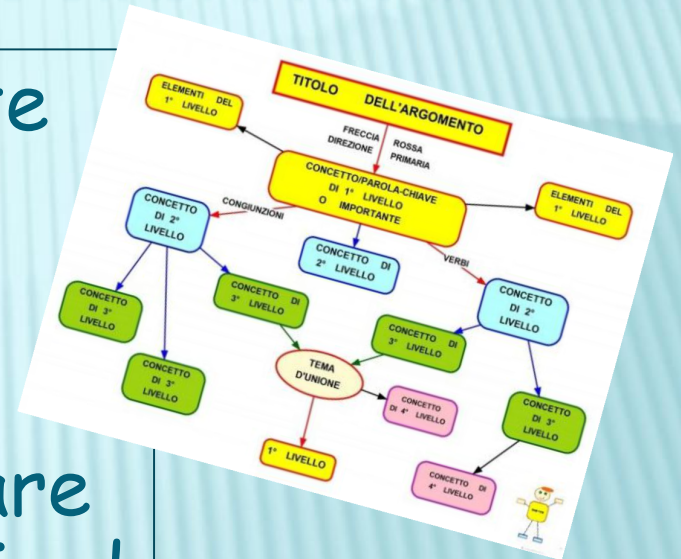 re
TITOLO DELL'ARGOMENTO
ELEMENTI DEL
1° LIVELLO
FRECCIA ROSSA
DIREZIONE PRIMARIA
CONCETTO/PAROLA-CHIAVE
DI 1° LIVELLO
O IMPORTANTE
ELEMENTI DEL
1° LIVELLO
CONCETTO
DI 2°
LIVELLO
CONGIUNZIONI
CONCETTO DI
2° LIVELLO
VERBI
CONCETTO
DI 2°
LIVELLO
CONCETTO
DI 3°
LIVELLO
CONCETTO DI
3° LIVELLO
CONCETTO DI
3° LIVELLO
CONCETTO
DI 3°
LIVELLO
TEMA
D'UNIONE
CONCETTO
DI 4° LIVELLO
CONCETTO
DI 3°
LIVELLO
1° LIVELLO
CONCETTO DI
4° LIVELLO
are